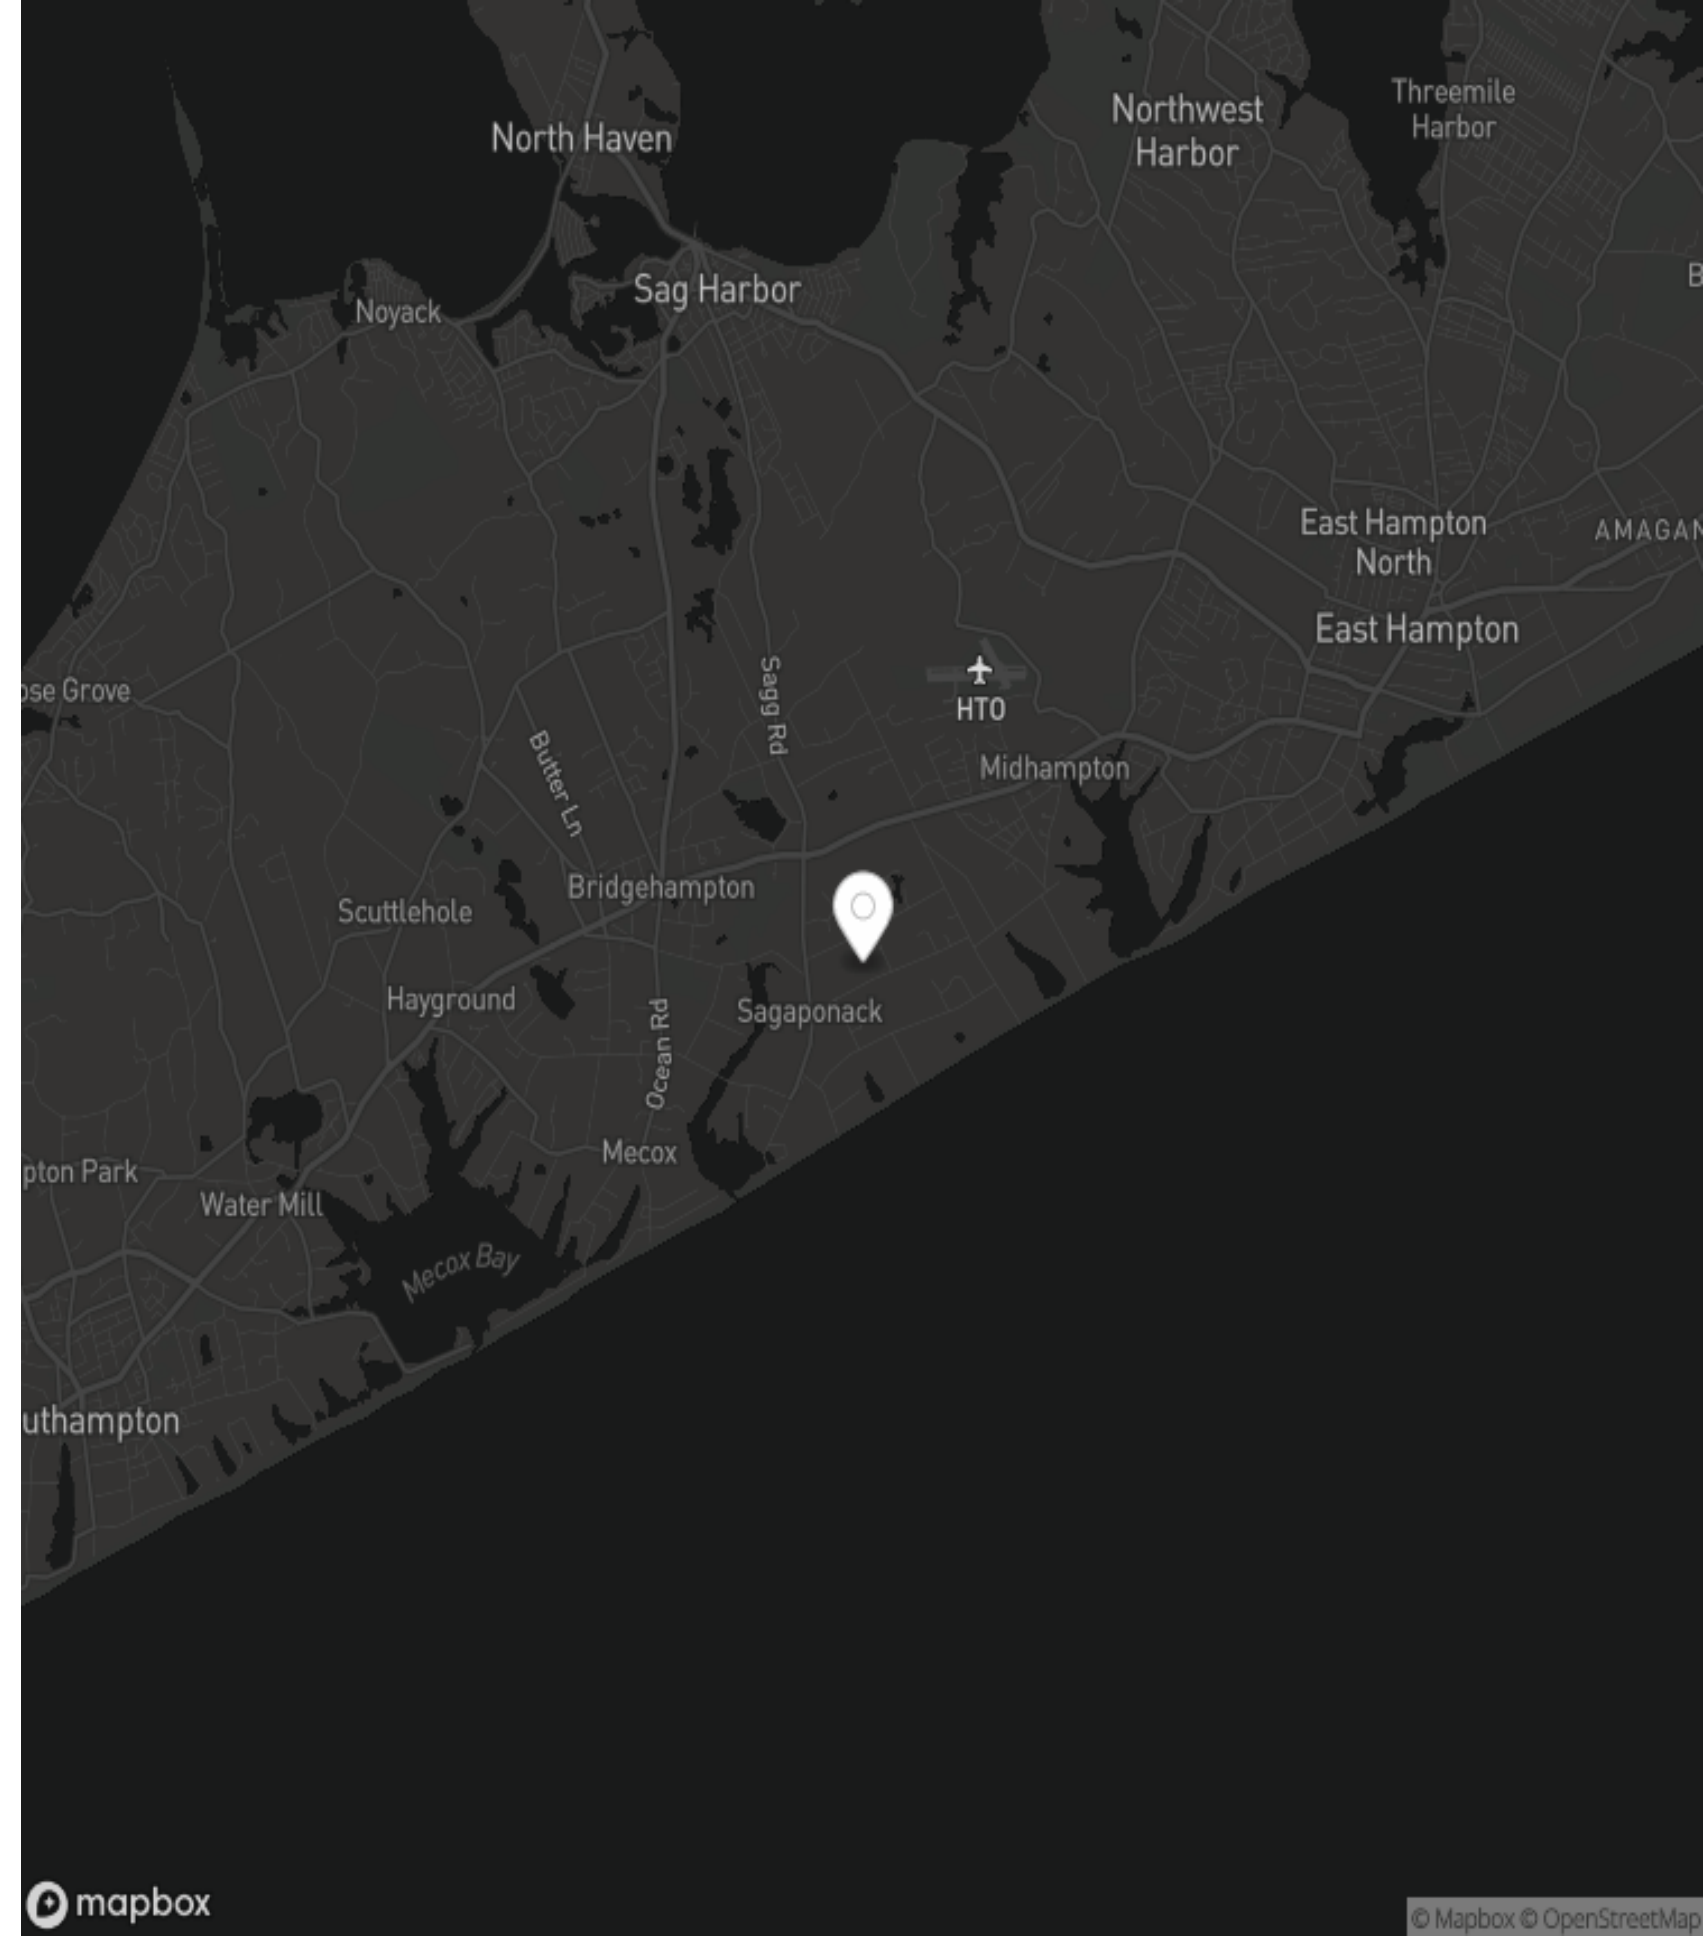 Threemile
Harbor
Northwest
Harbor
North Haven
Sag Harbor
Noyack
B
East Hampton
North
AMAGAN
East Hampton
ose Grove
Sagg Rd
HTO
Butter Ln
Midhampton
Bridgehampton
Scuttlehole
Hayground
Sagaponack
Ocean Rd
Mecox
pton Park
Water Mill
Mecox Bay
uthampton
mapbox
© Mapbox © OpenStreetMap